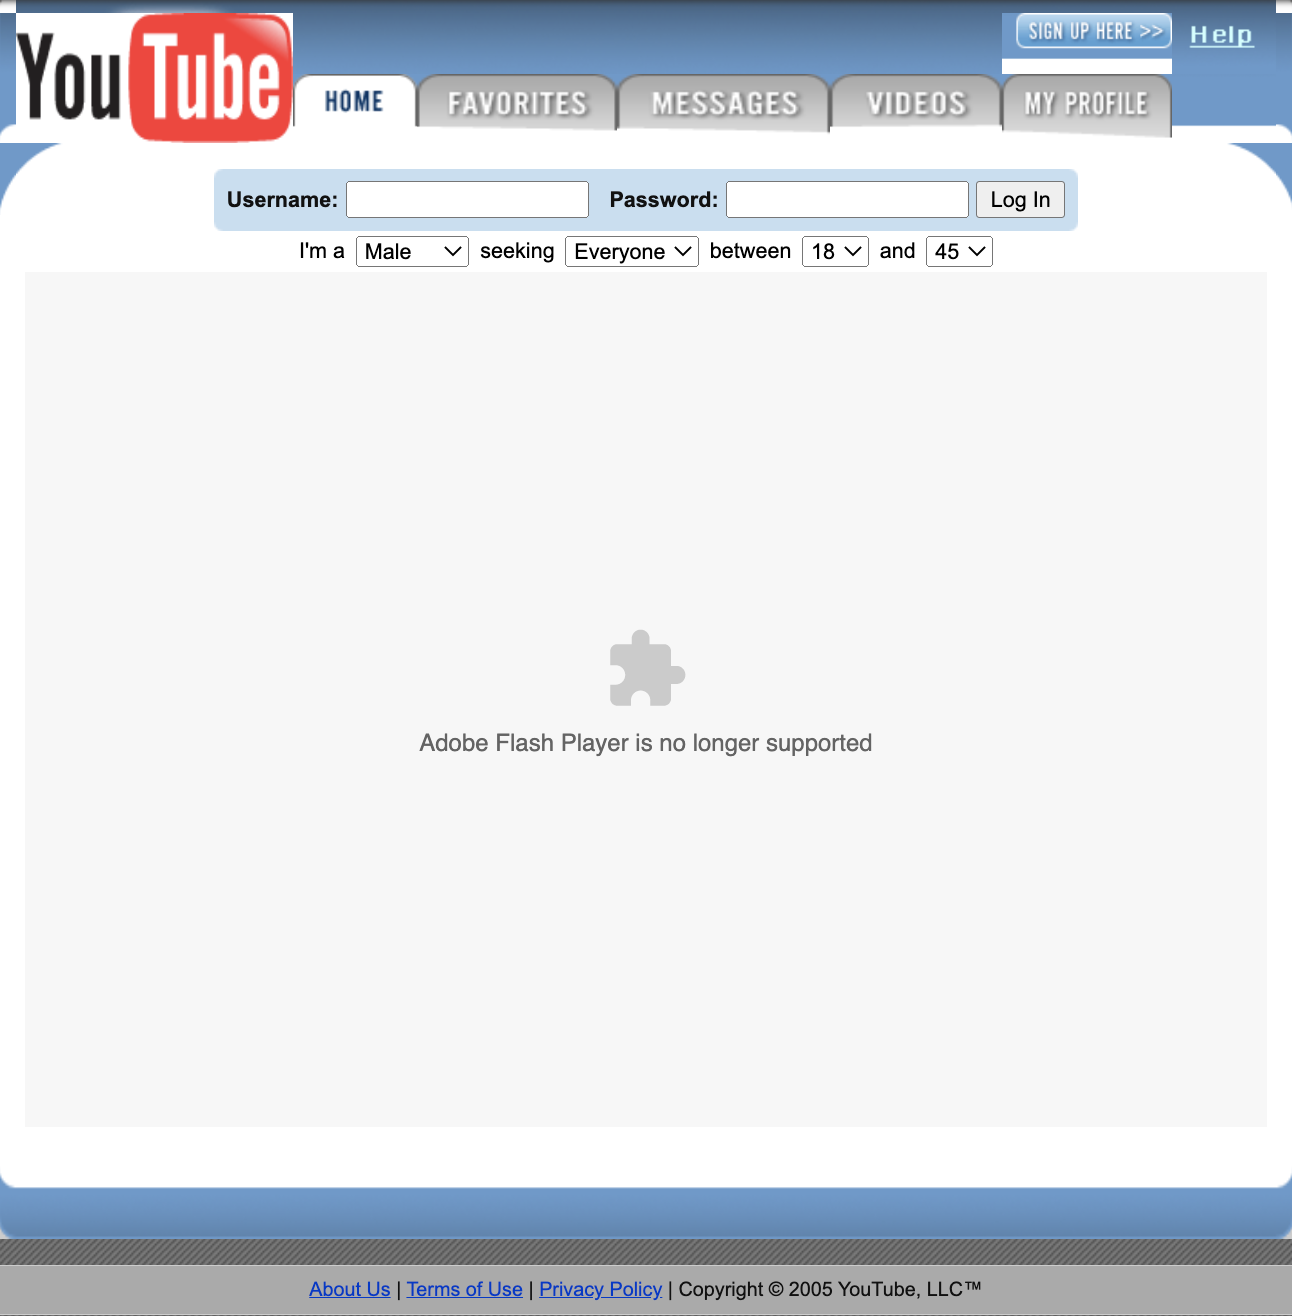 YouTube
SIGN UP HERE >>
Help
HOME
FAVORITES
MESSAGES
VIDEOS
MY PROFILE
Username: Password: Log In
I'm a Male seeking Everyone between 18 and 45
Adobe Flash Player is no longer supported
About Us | Terms of Use | Privacy Policy | Copyright © 2005 YouTube, LLC™